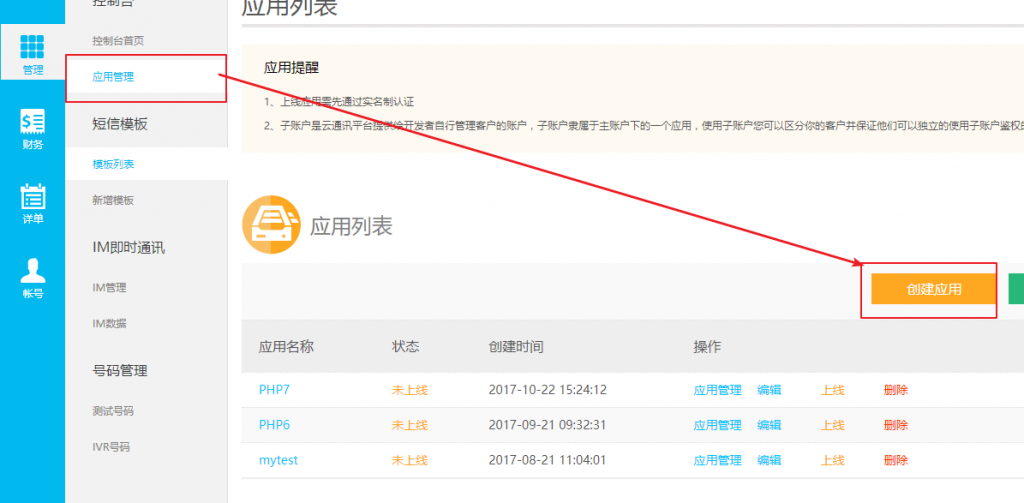 管理
财务
详单
帐号
控制台
控制台首页
应用管理
短信模板
模板列表
新增模板
IM即时通讯
IM管理
IM数据
号码管理
测试号码
IVR号码
应用列表
应用提醒
1、上线应用需先通过实名制认证
2、子账户是云通讯平台提供给开发者自行管理客户的账户，子账户隶属于主账户下的一个应用，使用子账户您可以区分你的客户并保证他们可以独立的使用子账户鉴权的
应用列表
创建应用
应用名称 状态 创建时间 操作
PHP7 未上线 2017-10-22 15:24:12 应用管理 编辑 上线 删除
PHP6 未上线 2017-09-21 09:32:31 应用管理 编辑 上线 删除
mytest 未上线 2017-08-21 11:04:01 应用管理 编辑 上线 删除